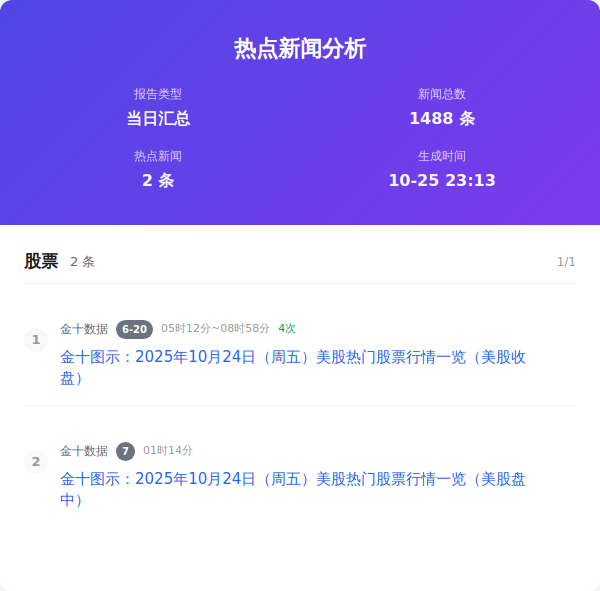 热点新闻分析
报告类型
新闻总数
当日汇总
1488 条
热点新闻
生成时间
2 条
10-25 23:13
股票 2 条 1/1
1
金十数据 6-20 05时12分~08时58分 4次
金十图示：2025年10月24日（周五）美股热门股票行情一览（美股收
盘）
2
金十数据 7 01时14分
金十图示：2025年10月24日（周五）美股热门股票行情一览（美股盘
中）